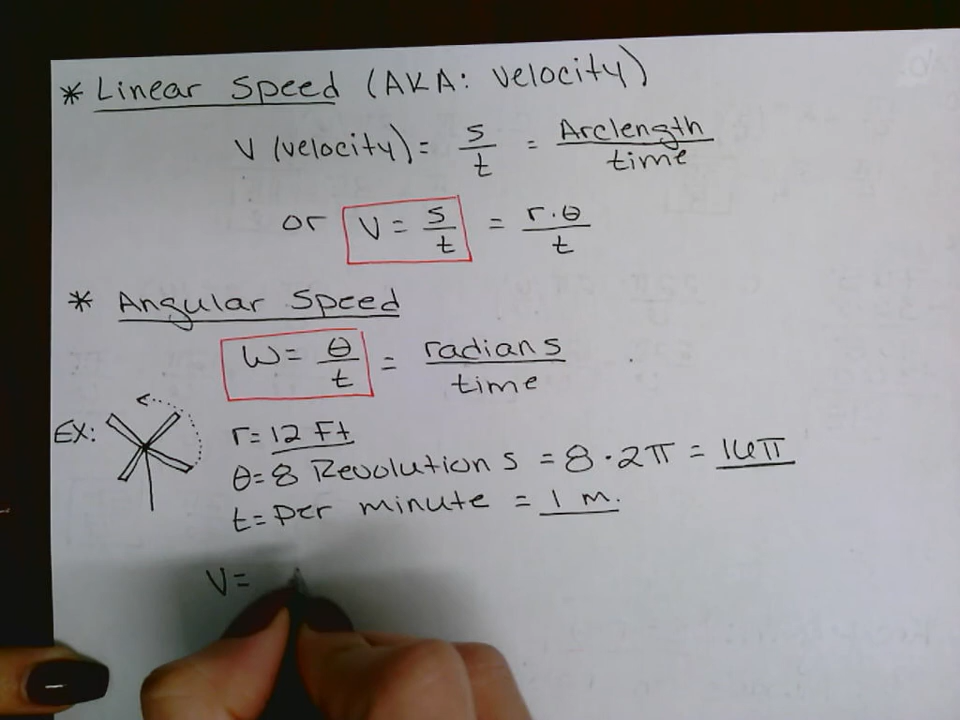 * Linear Speed (AKA: velocity)
V (velocity) = s/t = Arclength/time
or V = s/t = r·θ/t
* Angular Speed
ω = θ/t = radians/time
EX:
r = 12 Ft
θ = 8 Revolutions = 8·2π = 16π
t = per minute = 1 m.
V =